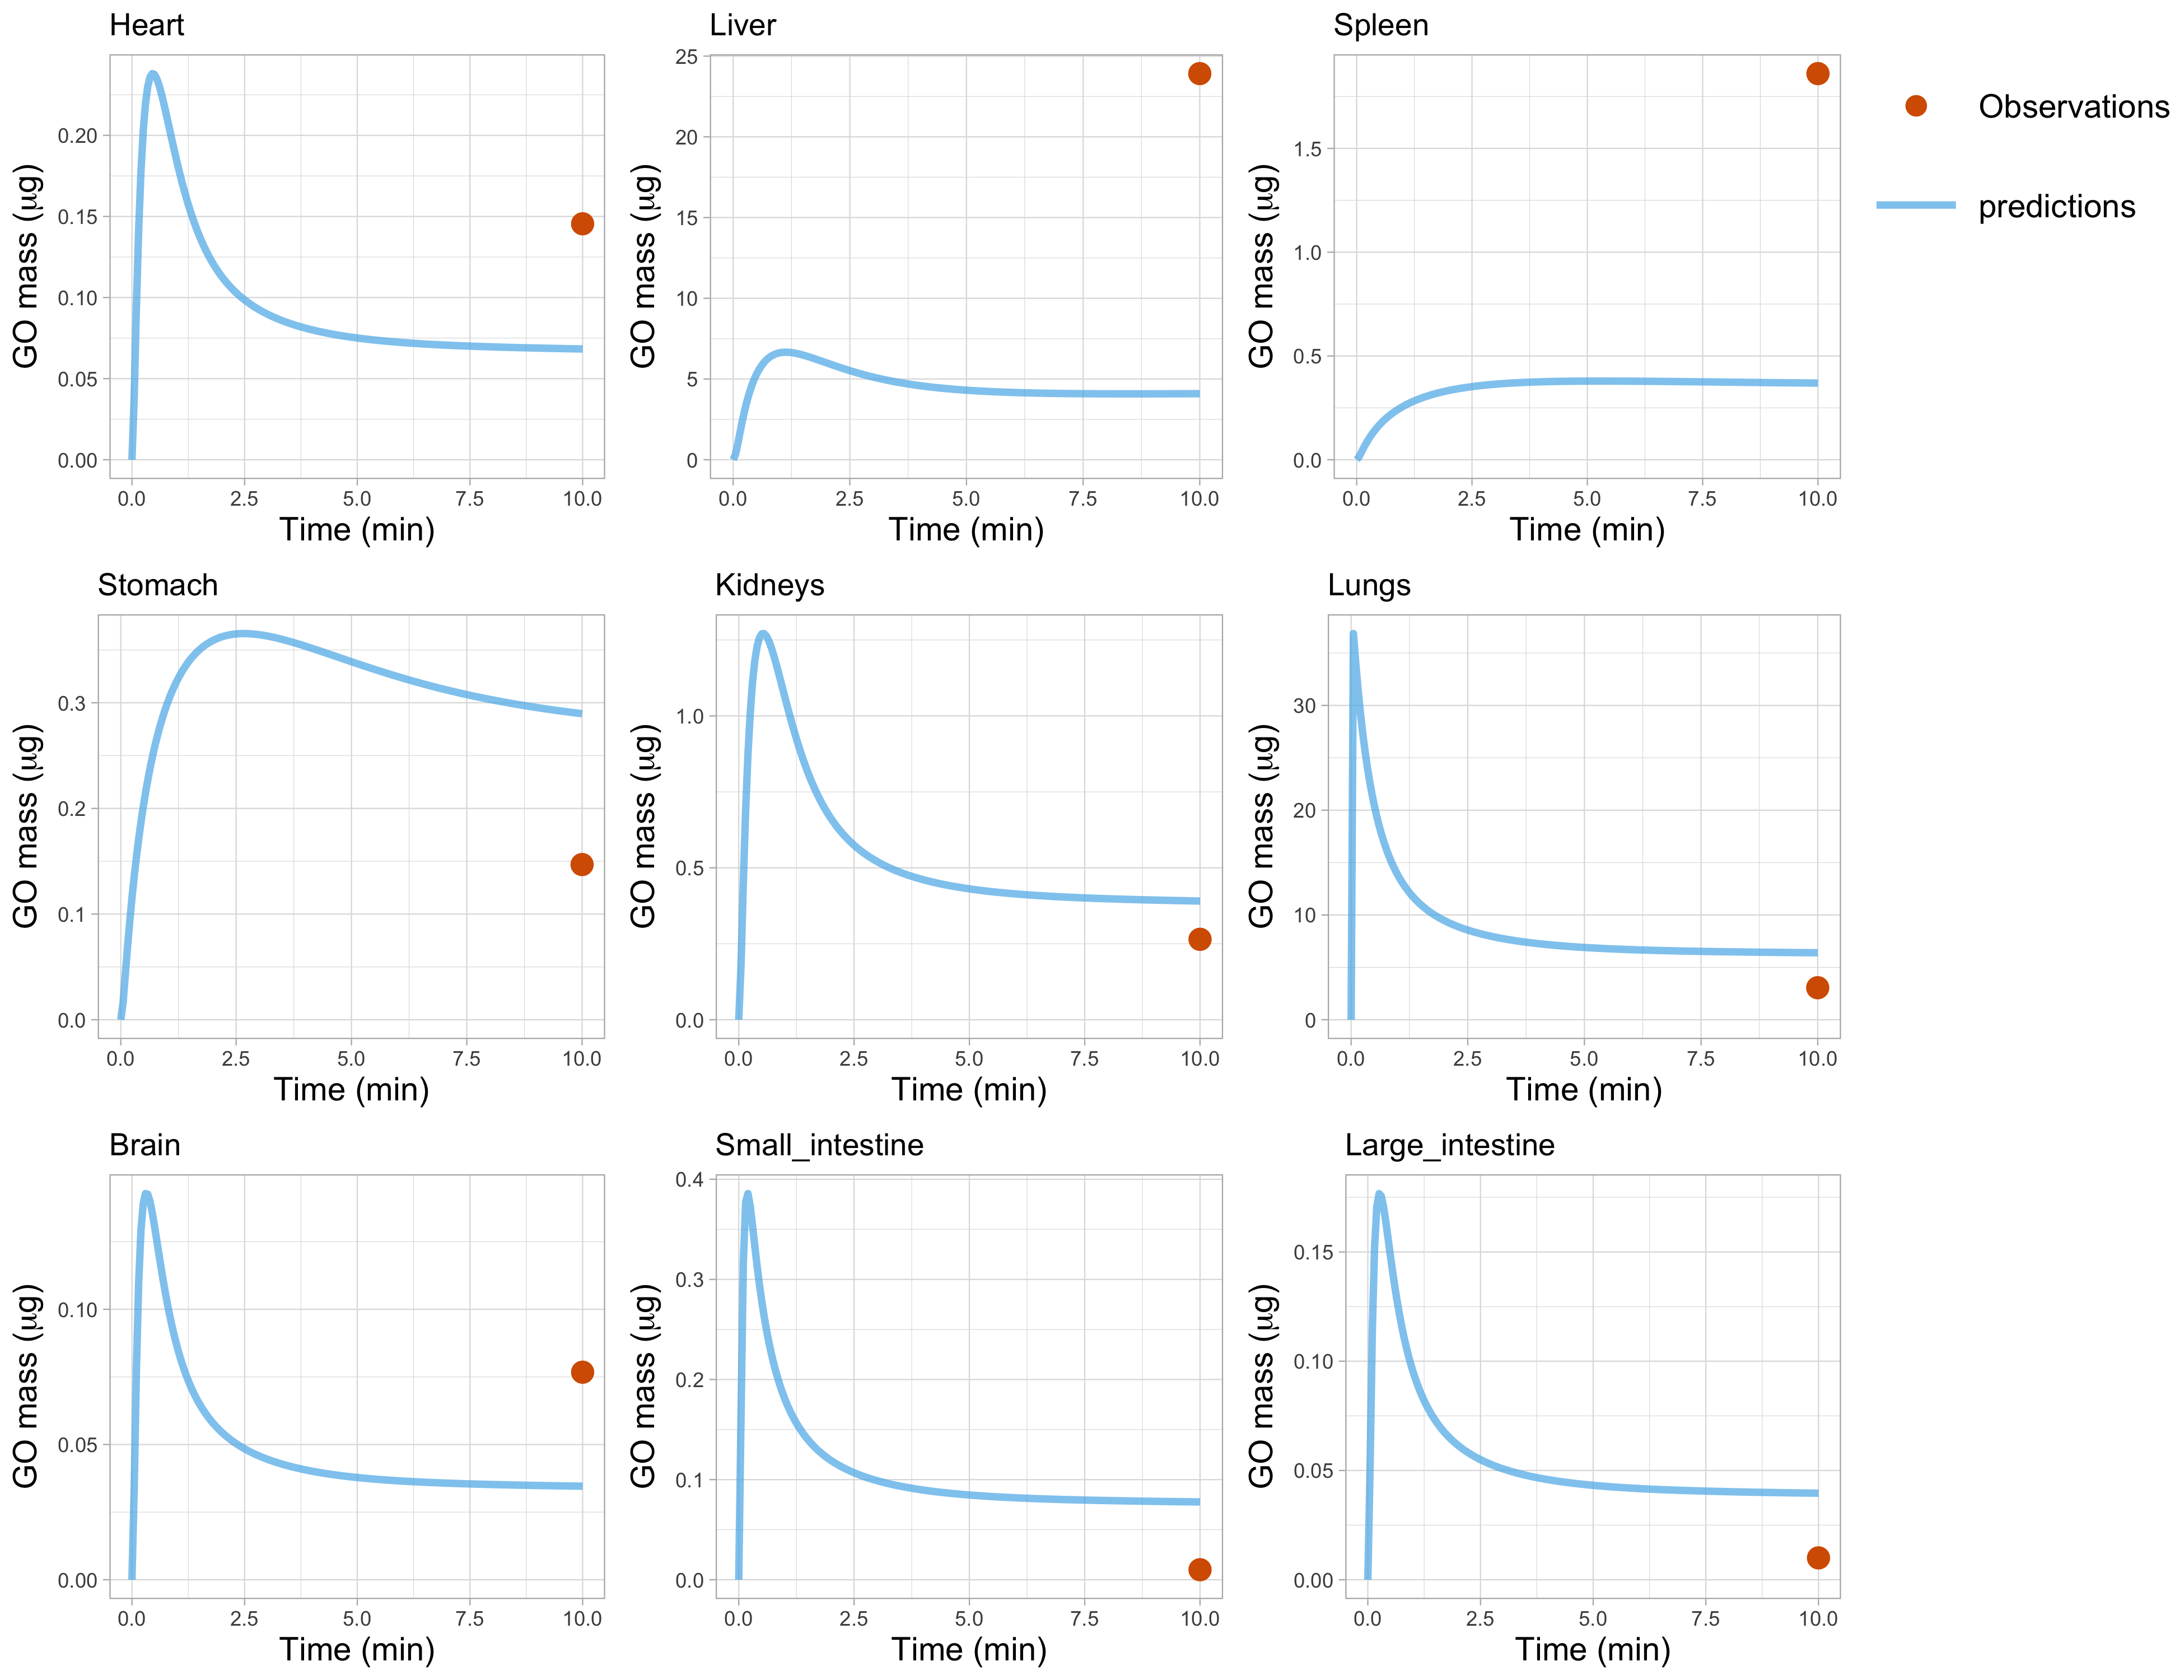 Heart
Liver
Spleen
GO mass (µg)
0.20
0.15
0.10
0.05
0.00
0.0 2.5 5.0 7.5 10.0
Time (min)
GO mass (µg)
25
20
15
10
5
0
0.0 2.5 5.0 7.5 10.0
Time (min)
GO mass (µg)
1.5
1.0
0.5
0.0
0.0 2.5 5.0 7.5 10.0
Time (min)
Observations
predictions
Stomach
Kidneys
Lungs
GO mass (µg)
0.3
0.2
0.1
0.0
0.0 2.5 5.0 7.5 10.0
Time (min)
GO mass (µg)
1.0
0.5
0.0
0.0 2.5 5.0 7.5 10.0
Time (min)
GO mass (µg)
30
20
10
0
0.0 2.5 5.0 7.5 10.0
Time (min)
Brain
Small_intestine
Large_intestine
GO mass (µg)
0.10
0.05
0.00
0.0 2.5 5.0 7.5 10.0
Time (min)
GO mass (µg)
0.4
0.3
0.2
0.1
0.0
0.0 2.5 5.0 7.5 10.0
Time (min)
GO mass (µg)
0.15
0.10
0.05
0.00
0.0 2.5 5.0 7.5 10.0
Time (min)